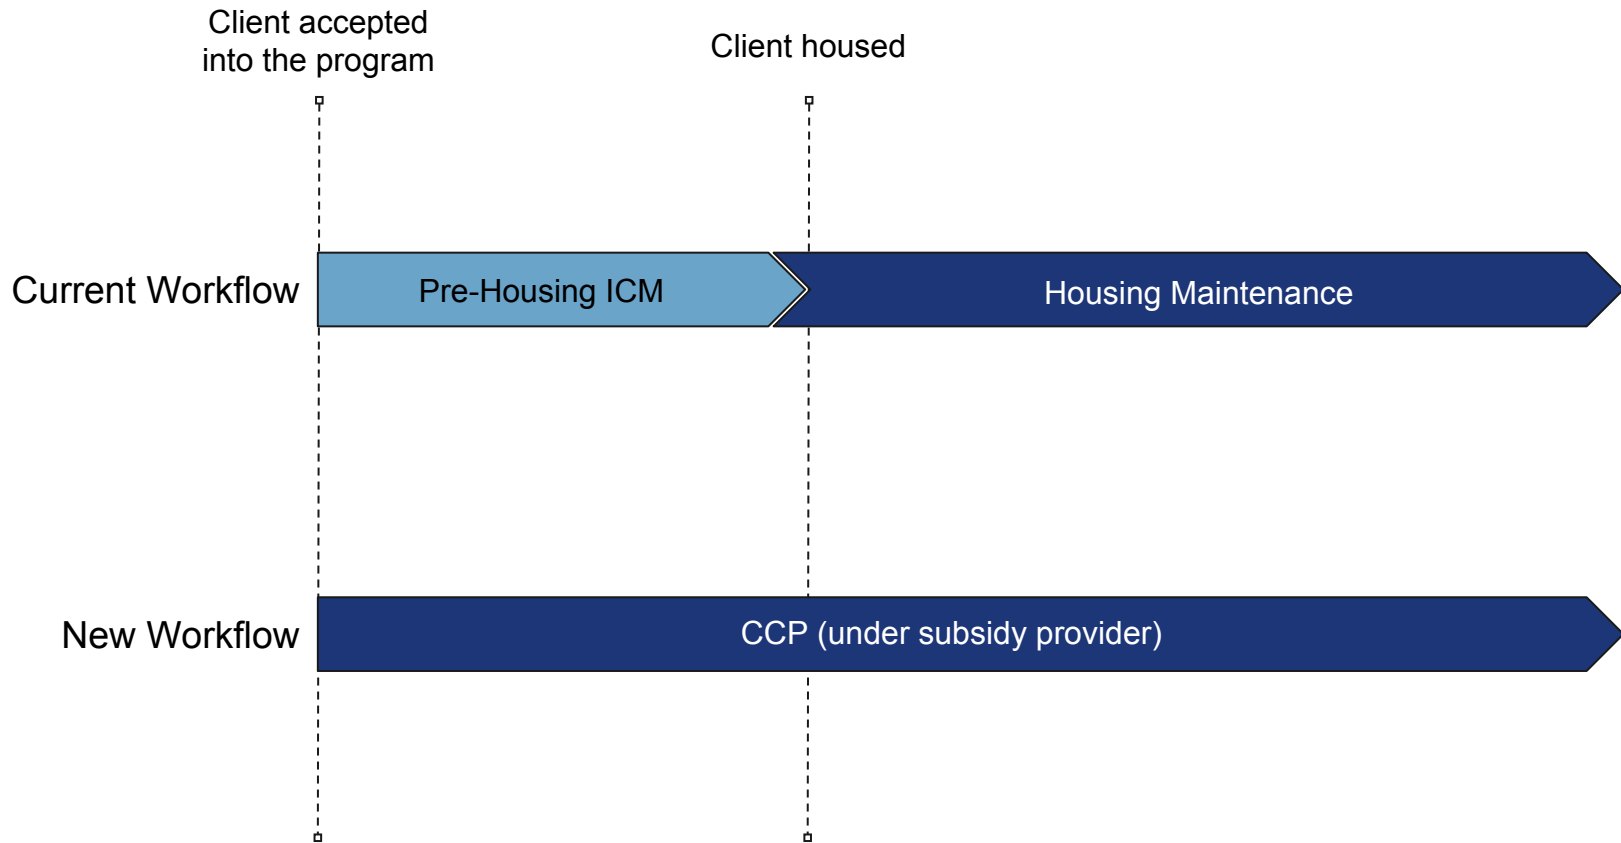 Client accepted
into the program
Client housed
Current Workflow
Pre-Housing ICM
Housing Maintenance
New Workflow
CCP (under subsidy provider)